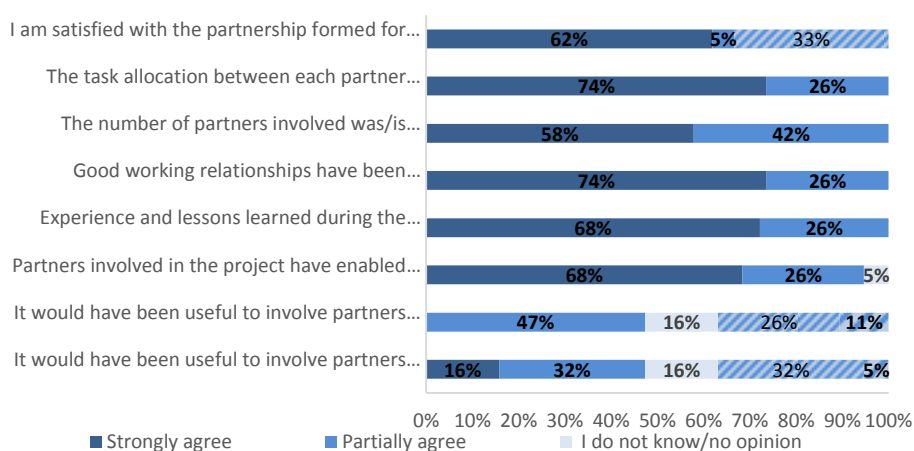 I am satisfied with the partnership formed for…
62% 5% 33%
The task allocation between each partner…
74% 26%
The number of partners involved was/is…
58% 42%
Good working relationships have been…
74% 26%
Experience and lessons learned during the…
68% 26%
Partners involved in the project have enabled…
68% 26% 5%
It would have been useful to involve partners…
47% 16% 26% 11%
It would have been useful to involve partners…
16% 32% 16% 32% 5%
0% 10% 20% 30% 40% 50% 60% 70% 80% 90% 100%
Strongly agree Partially agree I do not know/no opinion